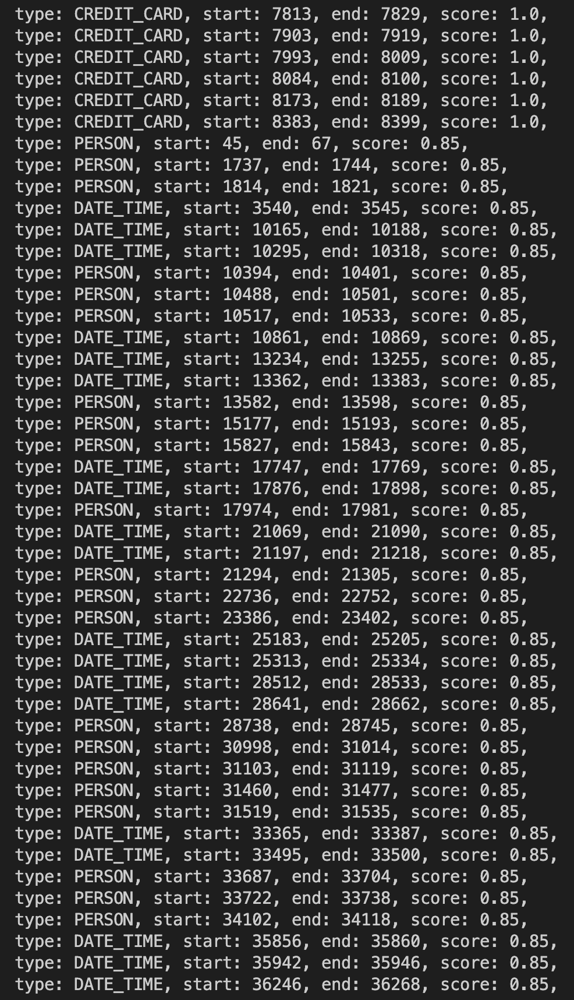 type: CREDIT_CARD, start: 7813, end: 7829, score: 1.0,
type: CREDIT_CARD, start: 7903, end: 7919, score: 1.0,
type: CREDIT_CARD, start: 7993, end: 8009, score: 1.0,
type: CREDIT_CARD, start: 8084, end: 8100, score: 1.0,
type: CREDIT_CARD, start: 8173, end: 8189, score: 1.0,
type: CREDIT_CARD, start: 8383, end: 8399, score: 1.0,
type: PERSON, start: 45, end: 67, score: 0.85,
type: PERSON, start: 1737, end: 1744, score: 0.85,
type: PERSON, start: 1814, end: 1821, score: 0.85,
type: DATE_TIME, start: 3540, end: 3545, score: 0.85,
type: DATE_TIME, start: 10165, end: 10188, score: 0.85,
type: DATE_TIME, start: 10295, end: 10318, score: 0.85,
type: PERSON, start: 10394, end: 10401, score: 0.85,
type: PERSON, start: 10488, end: 10501, score: 0.85,
type: PERSON, start: 10517, end: 10533, score: 0.85,
type: DATE_TIME, start: 10861, end: 10869, score: 0.85,
type: DATE_TIME, start: 13234, end: 13255, score: 0.85,
type: DATE_TIME, start: 13362, end: 13383, score: 0.85,
type: PERSON, start: 13582, end: 13598, score: 0.85,
type: PERSON, start: 15177, end: 15193, score: 0.85,
type: PERSON, start: 15827, end: 15843, score: 0.85,
type: DATE_TIME, start: 17747, end: 17769, score: 0.85,
type: DATE_TIME, start: 17876, end: 17898, score: 0.85,
type: PERSON, start: 17974, end: 17981, score: 0.85,
type: DATE_TIME, start: 21069, end: 21090, score: 0.85,
type: DATE_TIME, start: 21197, end: 21218, score: 0.85,
type: PERSON, start: 21294, end: 21305, score: 0.85,
type: PERSON, start: 22736, end: 22752, score: 0.85,
type: PERSON, start: 23386, end: 23402, score: 0.85,
type: DATE_TIME, start: 25183, end: 25205, score: 0.85,
type: DATE_TIME, start: 25313, end: 25334, score: 0.85,
type: DATE_TIME, start: 28512, end: 28533, score: 0.85,
type: DATE_TIME, start: 28641, end: 28662, score: 0.85,
type: PERSON, start: 28738, end: 28745, score: 0.85,
type: PERSON, start: 30998, end: 31014, score: 0.85,
type: PERSON, start: 31103, end: 31119, score: 0.85,
type: PERSON, start: 31460, end: 31477, score: 0.85,
type: PERSON, start: 31519, end: 31535, score: 0.85,
type: DATE_TIME, start: 33365, end: 33387, score: 0.85,
type: DATE_TIME, start: 33495, end: 33500, score: 0.85,
type: PERSON, start: 33687, end: 33704, score: 0.85,
type: PERSON, start: 33722, end: 33738, score: 0.85,
type: PERSON, start: 34102, end: 34118, score: 0.85,
type: DATE_TIME, start: 35856, end: 35860, score: 0.85,
type: DATE_TIME, start: 35942, end: 35946, score: 0.85,
type: DATE_TIME, start: 36246, end: 36268, score: 0.85,